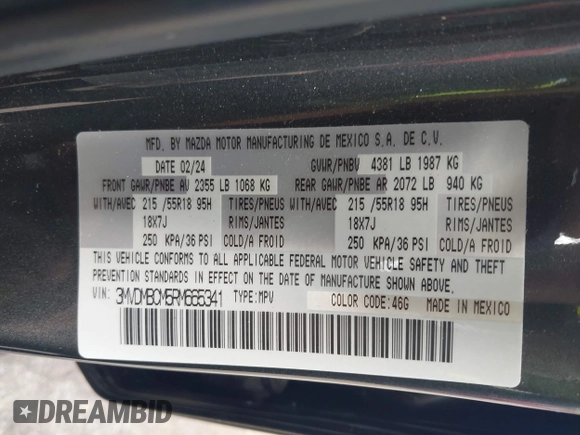 MFD. BY MAZDA MOTOR MANUFACTURING DE MEXICO S.A. DE C.V.
DATE 02/24 GVWR/PNBV 4381 LB 1987 KG
FRONT GAWR/PNBE AV 2355 LB 1068 KG REAR GAWR/PNBE AR 2072 LB 940 KG
WITH/AVEC 215 /55R18 95H TIRES/PNEUS WITH/AVEC 215 /55R18 95H TIRES/PNEUS
18X7J RIMS/JANTES 18X7J RIMS/JANTES
250 KPA/36 PSI COLD/A FROID 250 KPA/36 PSI COLD/A FROID
THIS VEHICLE CONFORMS TO ALL APPLICABLE FEDERAL MOTOR VEHICLE SAFETY AND THEFT
PREVENTION STANDARDS IN EFFECT ON THE DATE OF MANUFACTURE SHOWN ABOVE.
VIN: 3MVDMBCM5RM665341 TYPE:MPV COLOR CODE:46G MADE IN MEXICO
DREAMBID